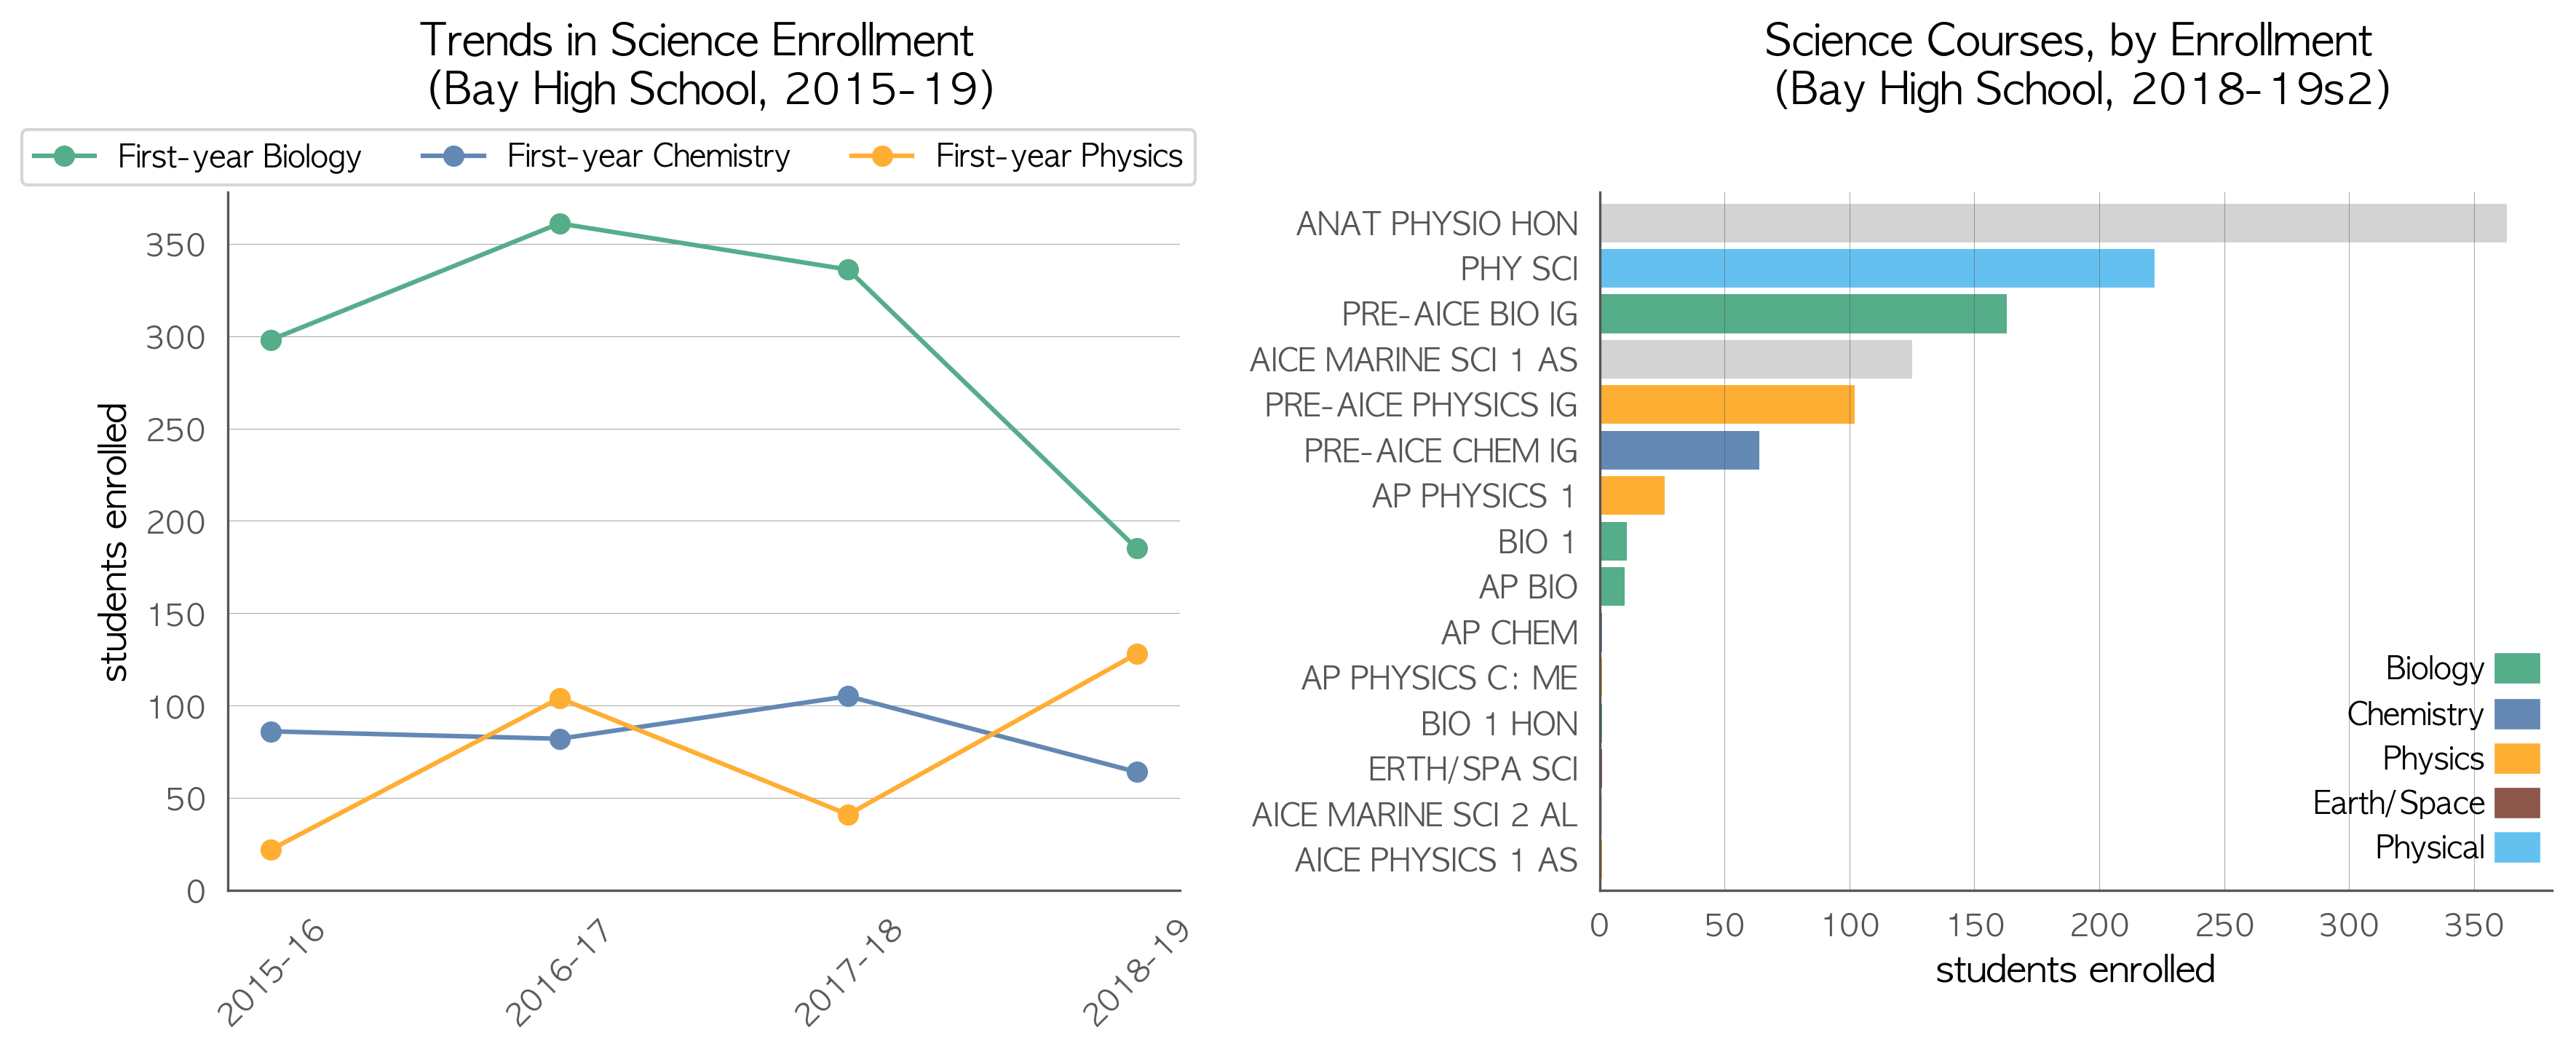 Trends in Science Enrollment
(Bay High School, 2015-19)
First-year Biology
First-year Chemistry
First-year Physics
students enrolled
350
300
250
200
150
100
50
0
2015-16
2016-17
2017-18
2018-19
Science Courses, by Enrollment
(Bay High School, 2018-19s2)
ANAT PHYSIO HON
PHY SCI
PRE-AICE BIO IG
AICE MARINE SCI 1 AS
PRE-AICE PHYSICS IG
PRE-AICE CHEM IG
AP PHYSICS 1
BIO 1
AP BIO
AP CHEM
AP PHYSICS C: ME
BIO 1 HON
ERTH/SPA SCI
AICE MARINE SCI 2 AL
AICE PHYSICS 1 AS
Biology
Chemistry
Physics
Earth/Space
Physical
0 50 100 150 200 250 300 350
students enrolled